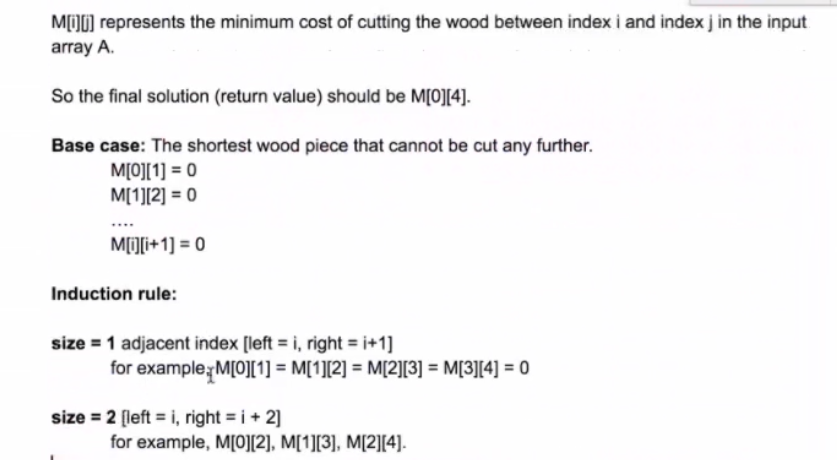 M[i][j] represents the minimum cost of cutting the wood between index i and index j in the input
array A.
So the final solution (return value) should be M[0][4].
Base case: The shortest wood piece that cannot be cut any further.
M[0][1] = 0
M[1][2] = 0
....
M[i][i+1] = 0
Induction rule:
size = 1 adjacent index [left = i, right = i+1]
for example, M[0][1] = M[1][2] = M[2][3] = M[3][4] = 0
size = 2 [left = i, right = i + 2]
for example, M[0][2], M[1][3], M[2][4].